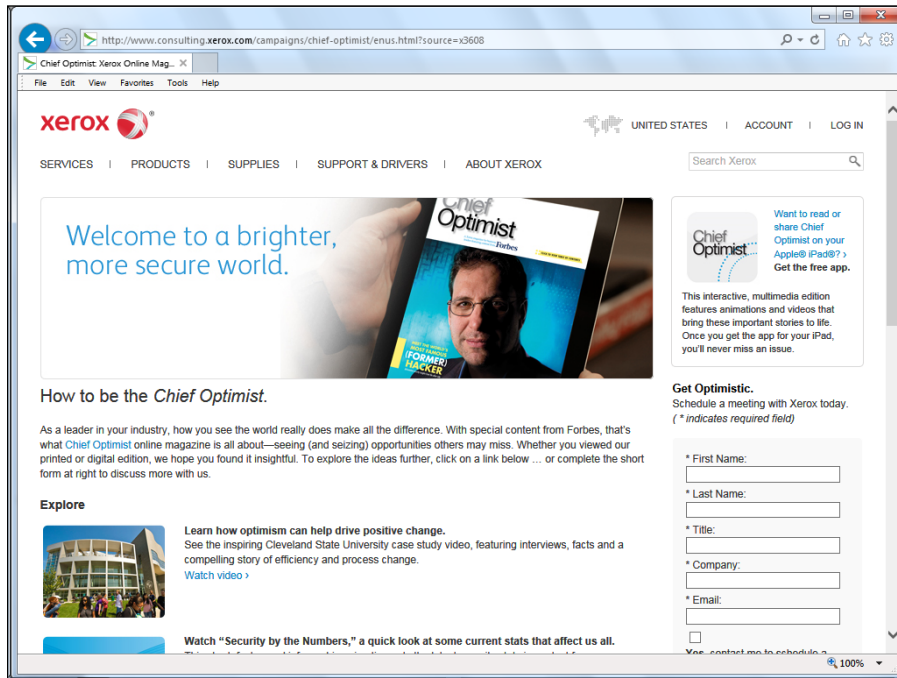 http://www.consulting.xerox.com/campaigns/chief-optimist/enus.html?source=x3608
Chief Optimist: Xerox Online Mag...
File Edit View Favorites Tools Help
xerox
UNITED STATES | ACCOUNT | LOG IN
SERVICES | PRODUCTS | SUPPLIES | SUPPORT & DRIVERS | ABOUT XEROX
Search Xerox
Welcome to a brighter,
more secure world.
Chief
Optimist
Forbes
MOST FAMOUS
(FORMER)
HACKER
Chief
Optimist
Want to read or
share Chief
Optimist on your
Apple® iPad®? ›
Get the free app.
This interactive, multimedia edition
features animations and videos that
bring these important stories to life.
Once you get the app for your iPad,
you'll never miss an issue.
How to be the Chief Optimist.
As a leader in your industry, how you see the world really does make all the difference. With special content from Forbes, that's
what Chief Optimist online magazine is all about—seeing (and seizing) opportunities others may miss. Whether you viewed our
printed or digital edition, we hope you found it insightful. To explore the ideas further, click on a link below … or complete the short
form at right to discuss more with us.
Explore
Learn how optimism can help drive positive change.
See the inspiring Cleveland State University case study video, featuring interviews, facts and a
compelling story of efficiency and process change.
Watch video ›
Watch “Security by the Numbers,” a quick look at some current stats that affect us all.
Get Optimistic.
Schedule a meeting with Xerox today.
( * indicates required field)
* First Name:
* Last Name:
* Title:
* Company:
* Email:
Yes, contact me to schedule a
100%